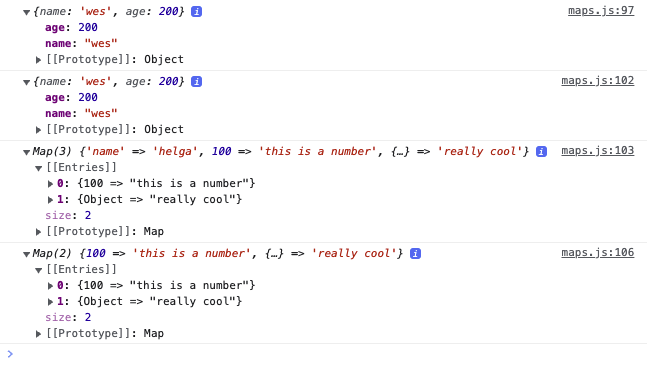 ▼{name: 'wes', age: 200} i maps.js:97
age: 200
name: "wes"
▶[[Prototype]]: Object
▼{name: 'wes', age: 200} i maps.js:102
age: 200
name: "wes"
▶[[Prototype]]: Object
▼Map(3) {'name' => 'helga', 100 => 'this is a number', {…} => 'really cool'} i maps.js:103
▼[[Entries]]
▶0: {100 => "this is a number"}
▶1: {Object => "really cool"}
size: 2
▶[[Prototype]]: Map
▼Map(2) {100 => 'this is a number', {…} => 'really cool'} i maps.js:106
▼[[Entries]]
▶0: {100 => "this is a number"}
▶1: {Object => "really cool"}
size: 2
▶[[Prototype]]: Map
>